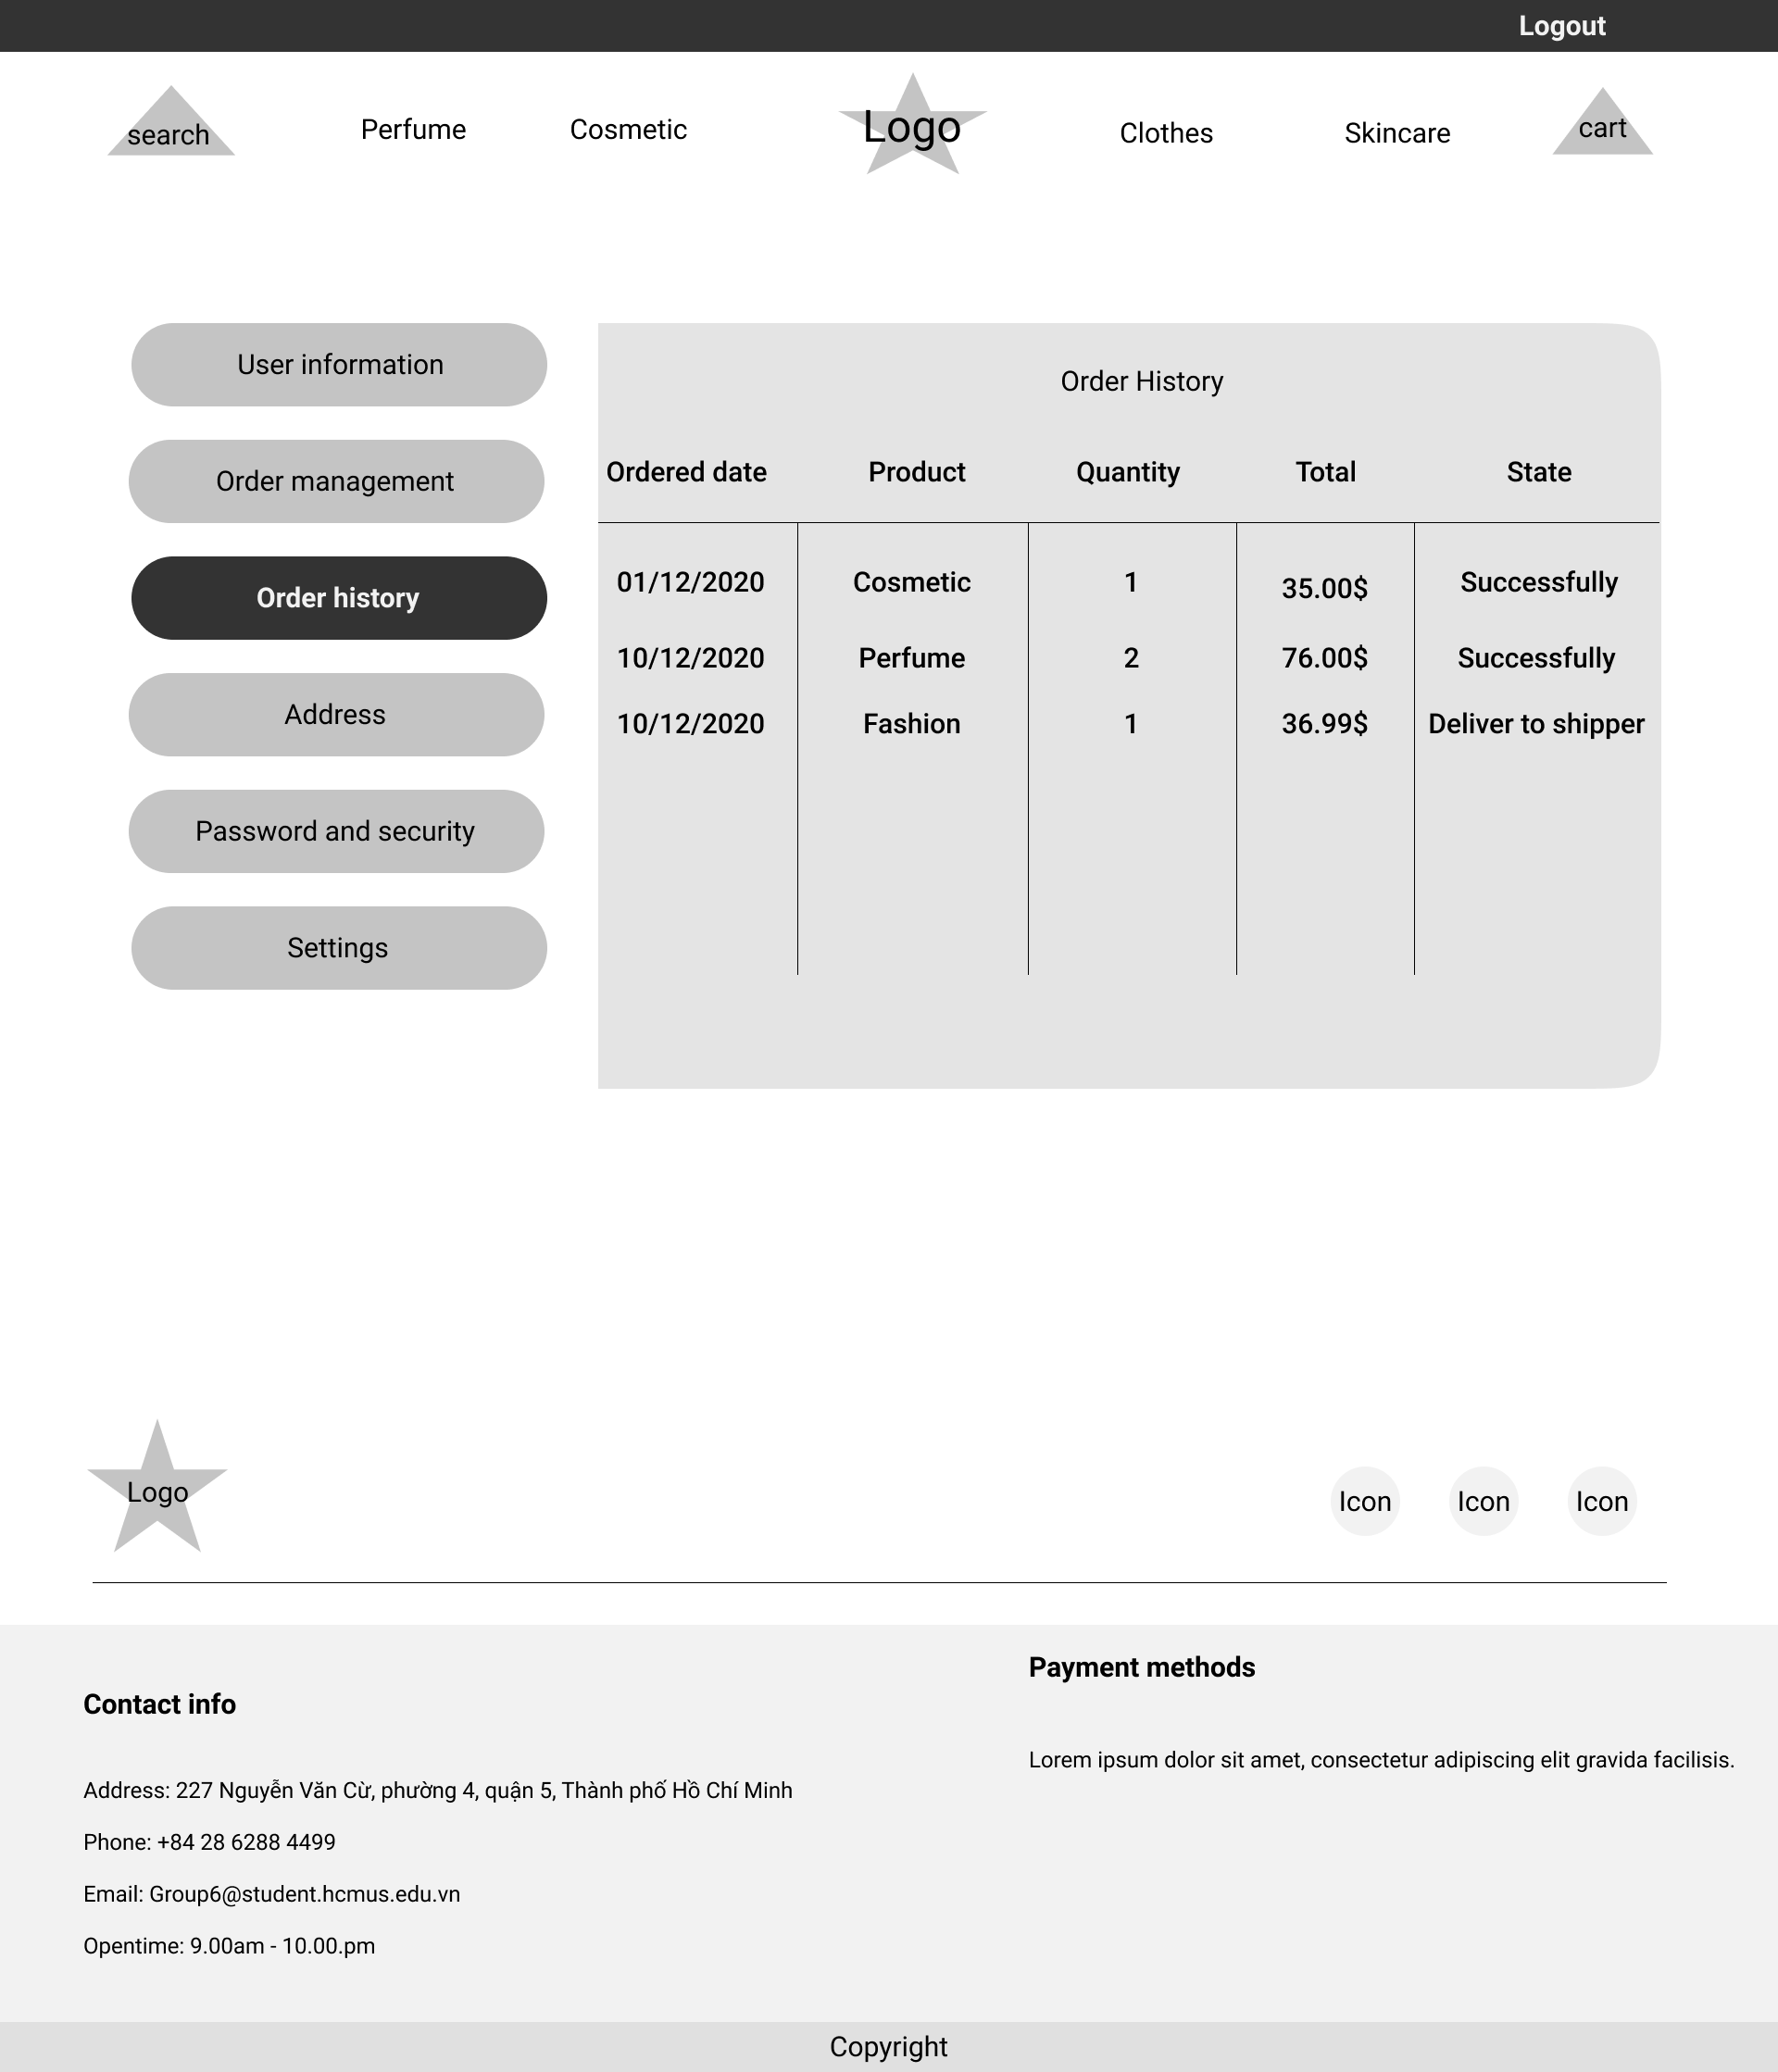 Logout
search
Perfume
Cosmetic
Logo
Clothes
Skincare
cart
User information
Order management
Order history
Address
Password and security
Settings
Order History
Ordered date Product Quantity Total State
01/12/2020 Cosmetic 1 35.00$ Successfully
10/12/2020 Perfume 2 76.00$ Successfully
10/12/2020 Fashion 1 36.99$ Deliver to shipper
Logo
Icon Icon Icon
Contact info
Address: 227 Nguyễn Văn Cừ, phường 4, quận 5, Thành phố Hồ Chí Minh
Phone: +84 28 6288 4499
Email: Group6@student.hcmus.edu.vn
Opentime: 9.00am - 10.00.pm
Payment methods
Lorem ipsum dolor sit amet, consectetur adipiscing elit gravida facilisis.
Copyright